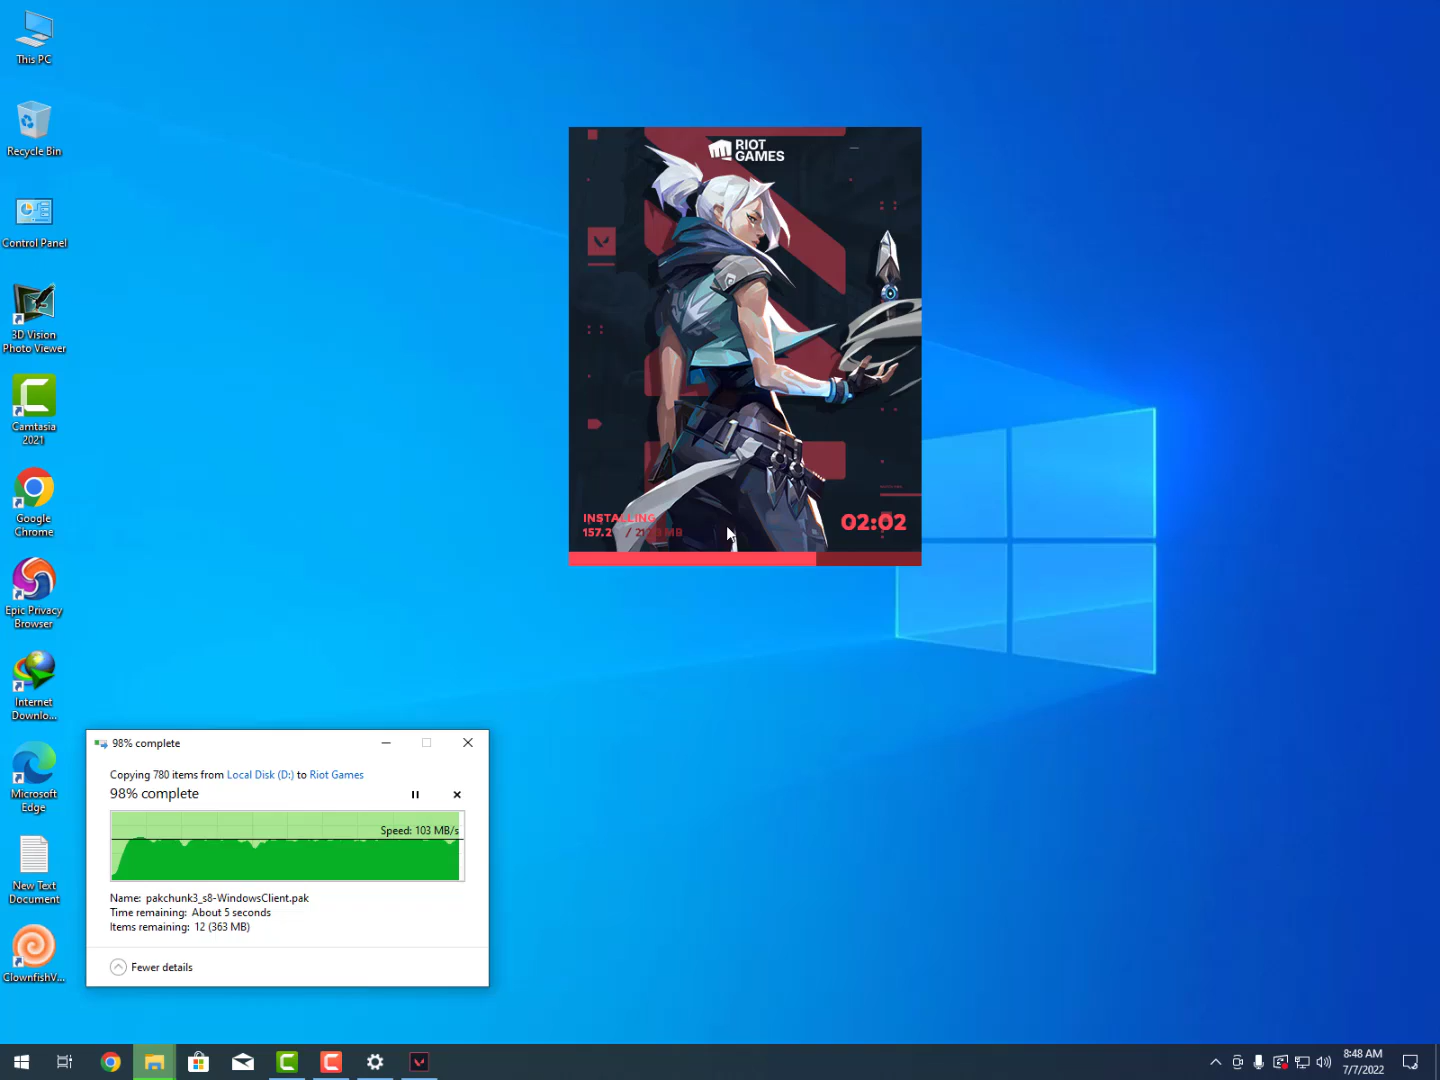 This PC
Recycle Bin
Control Panel
3D Vision
Photo Viewer
Camtasia
2021
Google
Chrome
Epic Privacy
Browser
Internet
Downlo...
Microsoft
Edge
New Text
Document
ClownfishV...
RIOT
GAMES
INSTALLING
157.2 / MB
02:02
98% complete
Copying 780 items from Local Disk (D:) to Riot Games
98% complete
Speed: 103 MB/s
Name: pakchunk3_s8-WindowsClient.pak
Time remaining: About 5 seconds
Items remaining: 12 (363 MB)
Fewer details
8:48 AM
7/7/2022